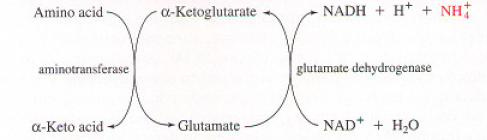 Amino acid α-Ketoglutarate NADH + H⁺ + NH₄⁺
aminotransferase glutamate dehydrogenase
α-Keto acid Glutamate NAD⁺ + H₂O